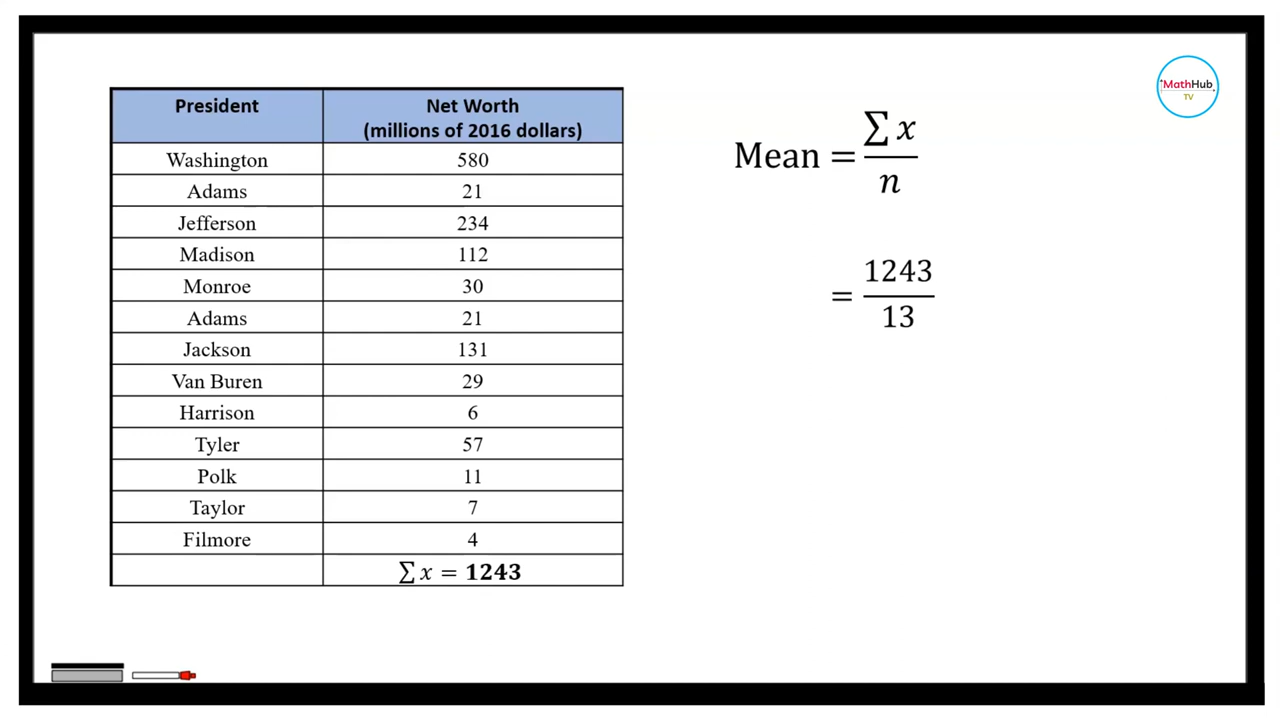 MathHub
TV
President Net Worth
(millions of 2016 dollars)
Washington 580
Adams 21
Jefferson 234
Madison 112
Monroe 30
Adams 21
Jackson 131
Van Buren 29
Harrison 6
Tyler 57
Polk 11
Taylor 7
Filmore 4
∑ x = 1243
Mean = ∑ x / n
= 1243 / 13